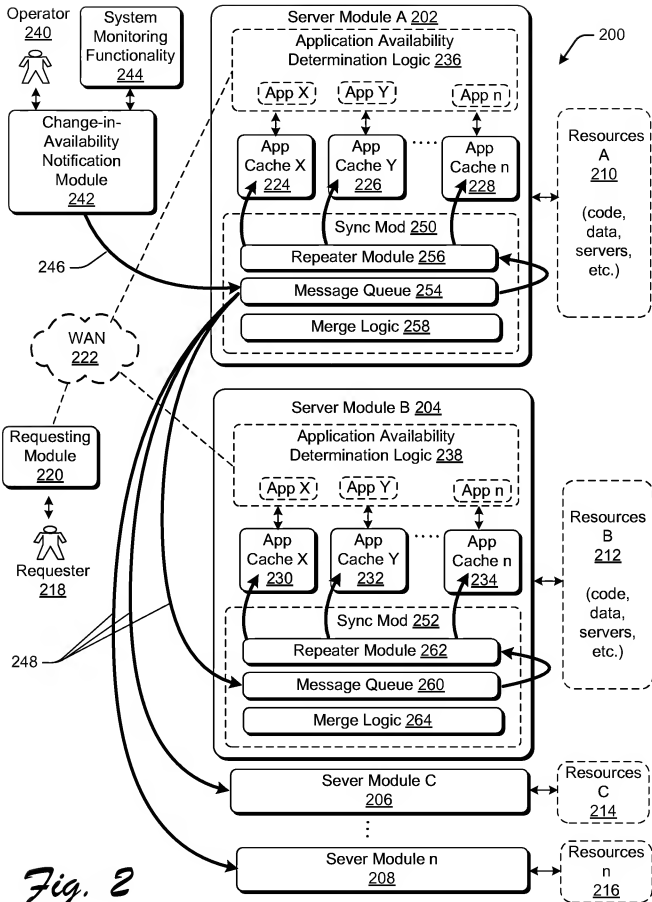 Operator
240
System
Monitoring
Functionality
244
Change-in-
Availability
Notification
Module
242
246
WAN
222
Requesting
Module
220
Requester
218
248
Server Module A 202
Application Availability
Determination Logic 236
App X
App Y
App n
App
Cache X
224
App
Cache Y
226
....
App
Cache n
228
Sync Mod 250
Repeater Module 256
Message Queue 254
Merge Logic 258
200
Resources
A
210
(code,
data,
servers,
etc.)
Server Module B 204
Application Availability
Determination Logic 238
App X
App Y
App n
App
Cache X
230
App
Cache Y
232
....
App
Cache n
234
Sync Mod 252
Repeater Module 262
Message Queue 260
Merge Logic 264
Resources
B
212
(code,
data,
servers,
etc.)
Sever Module C
206
Resources
C
214
...
Sever Module n
208
Resources
n
216
Fig. 2